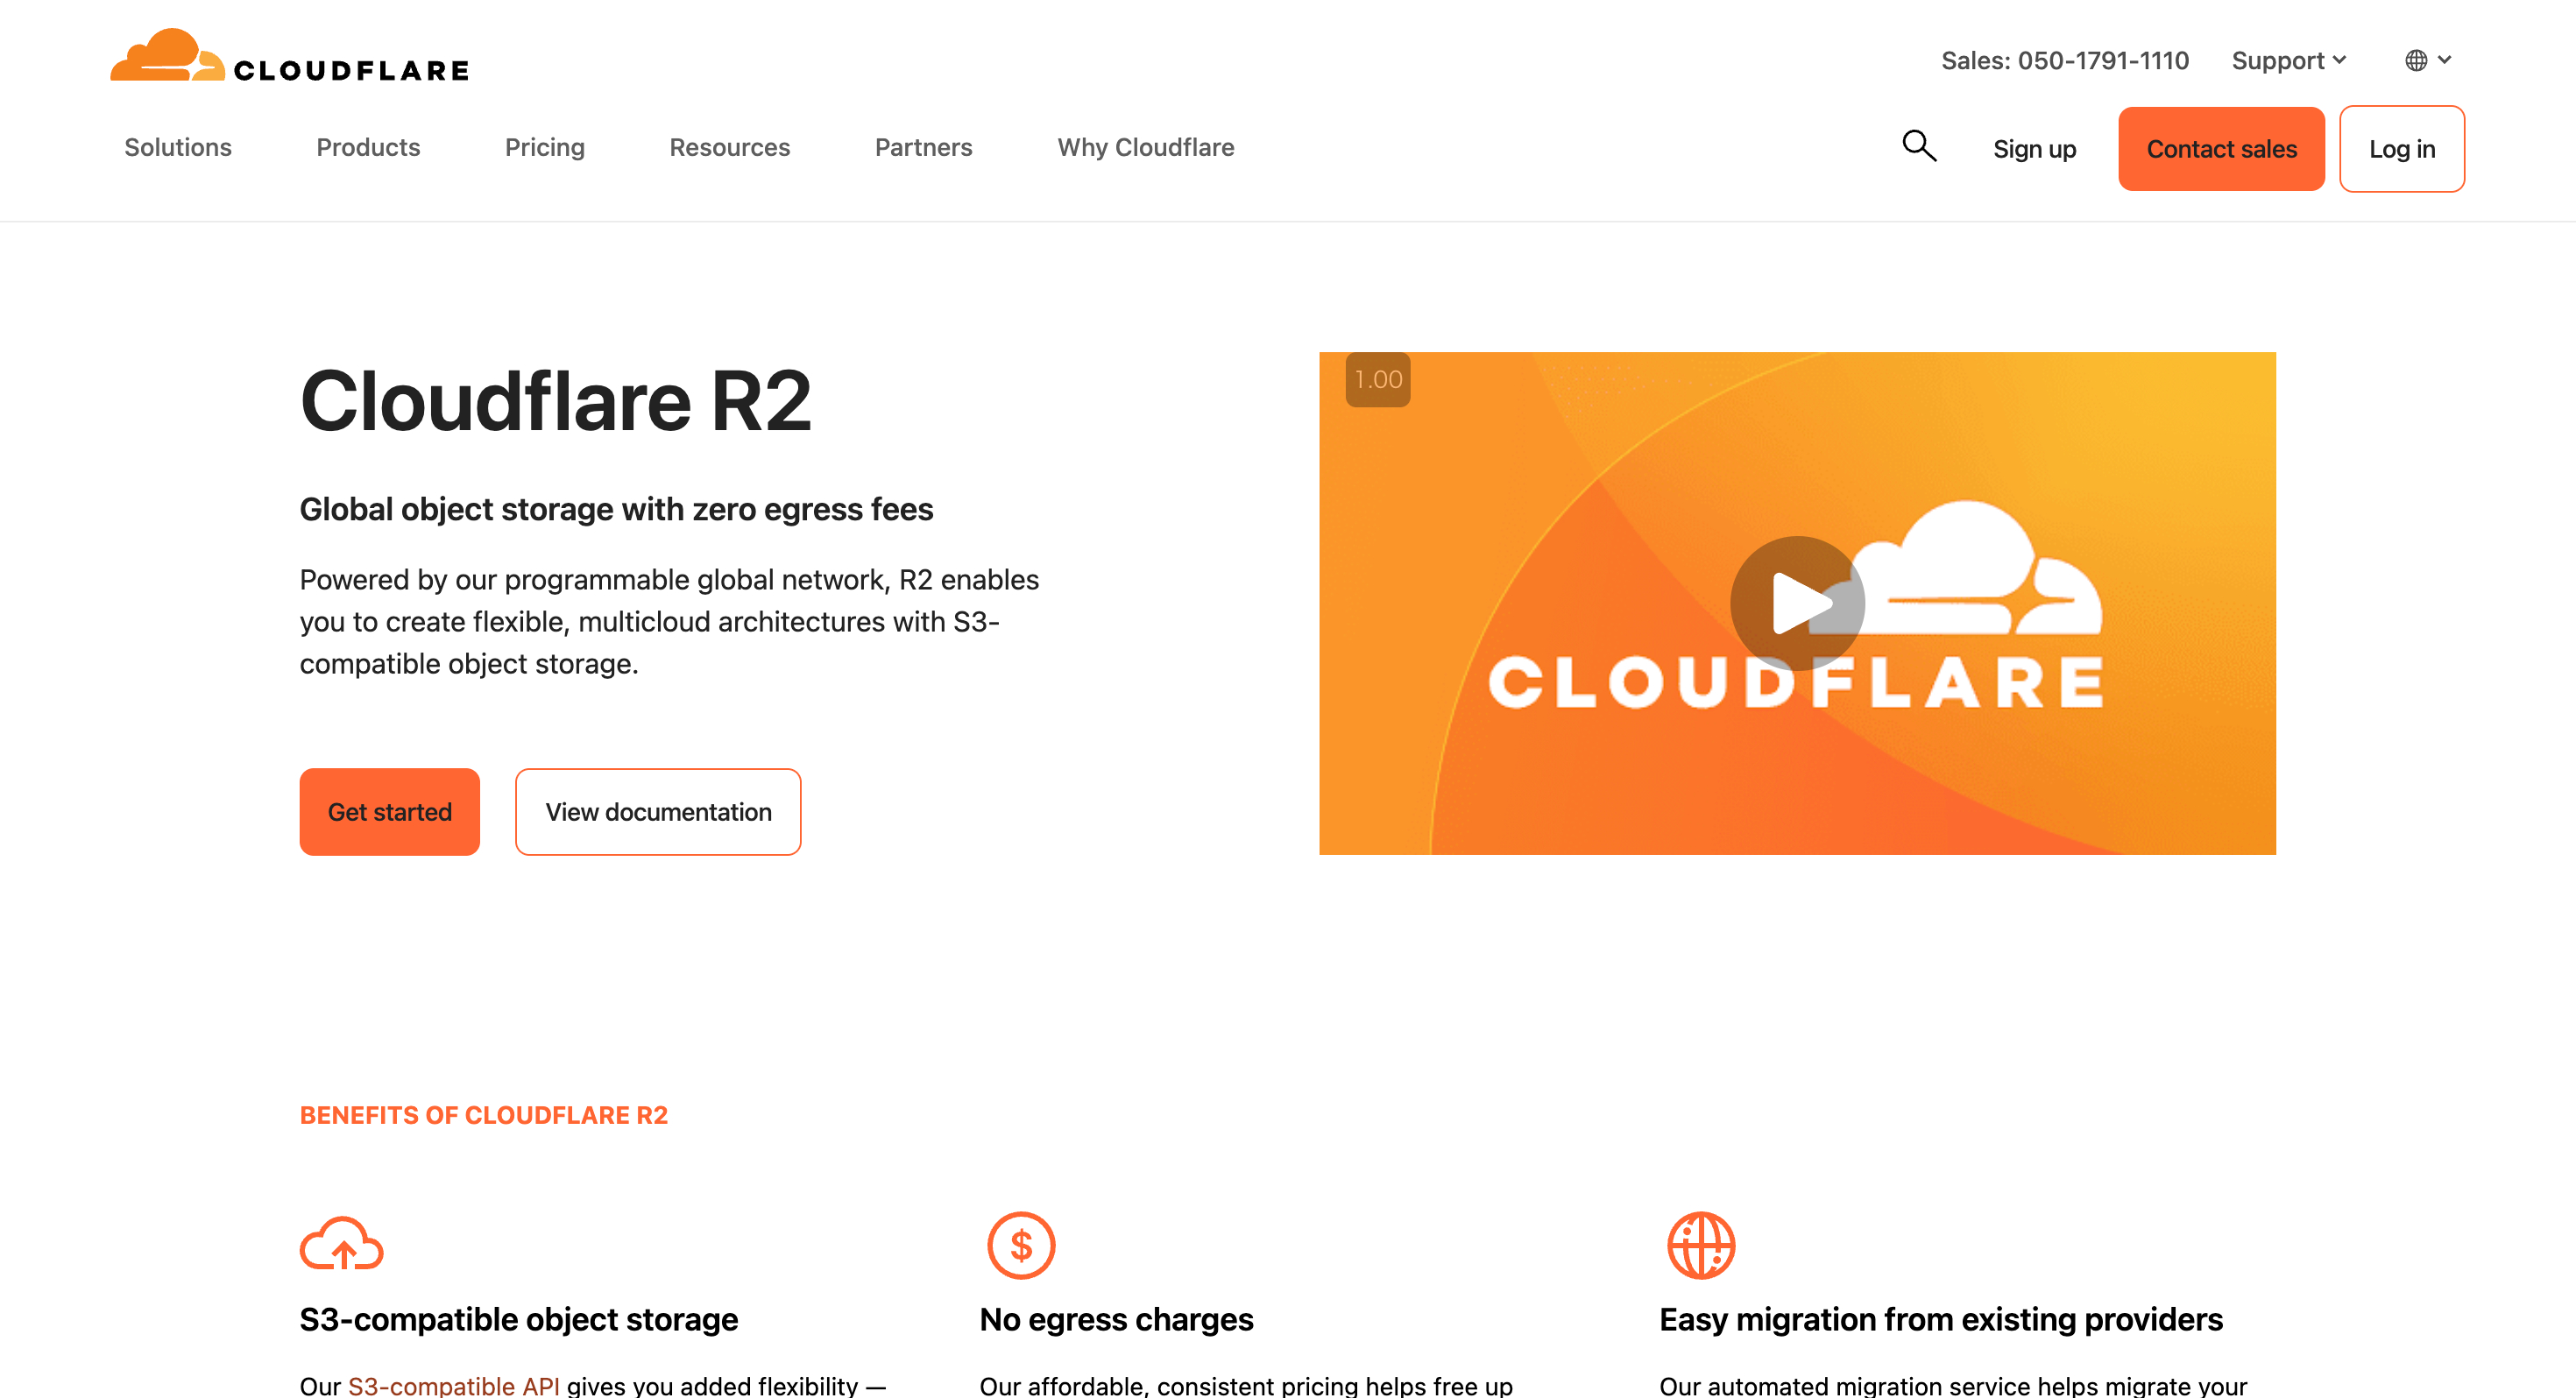 CLOUDFLARE
Sales: 050-1791-1110
Support
Solutions
Products
Pricing
Resources
Partners
Why Cloudflare
Sign up
Contact sales
Log in
Cloudflare R2
Global object storage with zero egress fees
Powered by our programmable global network, R2 enables
you to create flexible, multicloud architectures with S3-
compatible object storage.
Get started
View documentation
1.00
CLOUDFLARE
BENEFITS OF CLOUDFLARE R2
S3-compatible object storage
Our S3-compatible API gives you added flexibility —
No egress charges
Our affordable, consistent pricing helps free up
Easy migration from existing providers
Our automated migration service helps migrate your